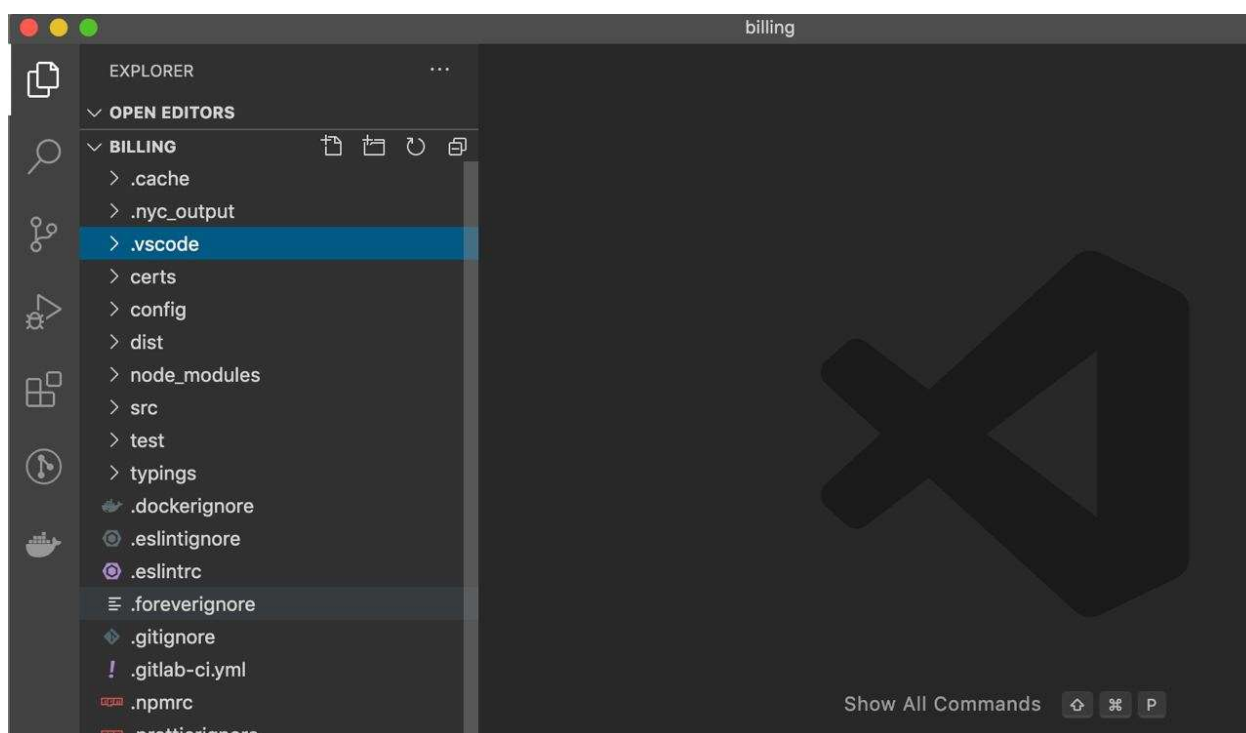 billing
EXPLORER
OPEN EDITORS
BILLING
.cache
.nyc_output
.vscode
certs
config
dist
node_modules
src
test
typings
.dockerignore
.eslintignore
.eslintrc
.foreverignore
.gitignore
.gitlab-ci.yml
.npmrc
.prettierignore
Show All Commands ⇧ ⌘ P